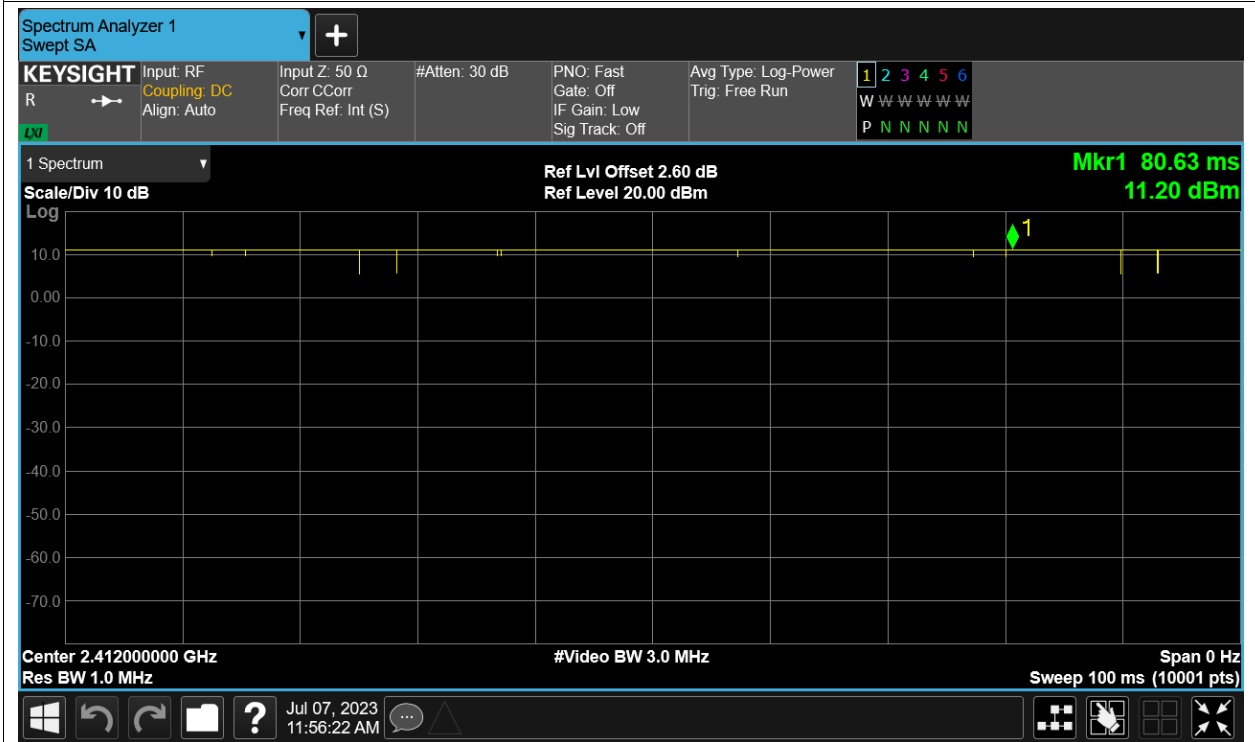 Spectrum Analyzer 1
Swept SA
KEYSIGHT
R
LXI
Input: RF
Coupling: DC
Align: Auto
Input Z: 50 Ω
Corr CCorr
Freq Ref: Int (S)
#Atten: 30 dB
PNO: Fast
Gate: Off
IF Gain: Low
Sig Track: Off
Avg Type: Log-Power
Trig: Free Run
1 2 3 4 5 6
W W W W W W
P N N N N N
1 Spectrum
Scale/Div 10 dB
Log
Ref Lvl Offset 2.60 dB
Ref Level 20.00 dBm
Mkr1 80.63 ms
11.20 dBm
1
10.0
0.00
-10.0
-20.0
-30.0
-40.0
-50.0
-60.0
-70.0
Center 2.412000000 GHz
Res BW 1.0 MHz
#Video BW 3.0 MHz
Span 0 Hz
Sweep 100 ms (10001 pts)
?
Jul 07, 2023
11:56:22 AM